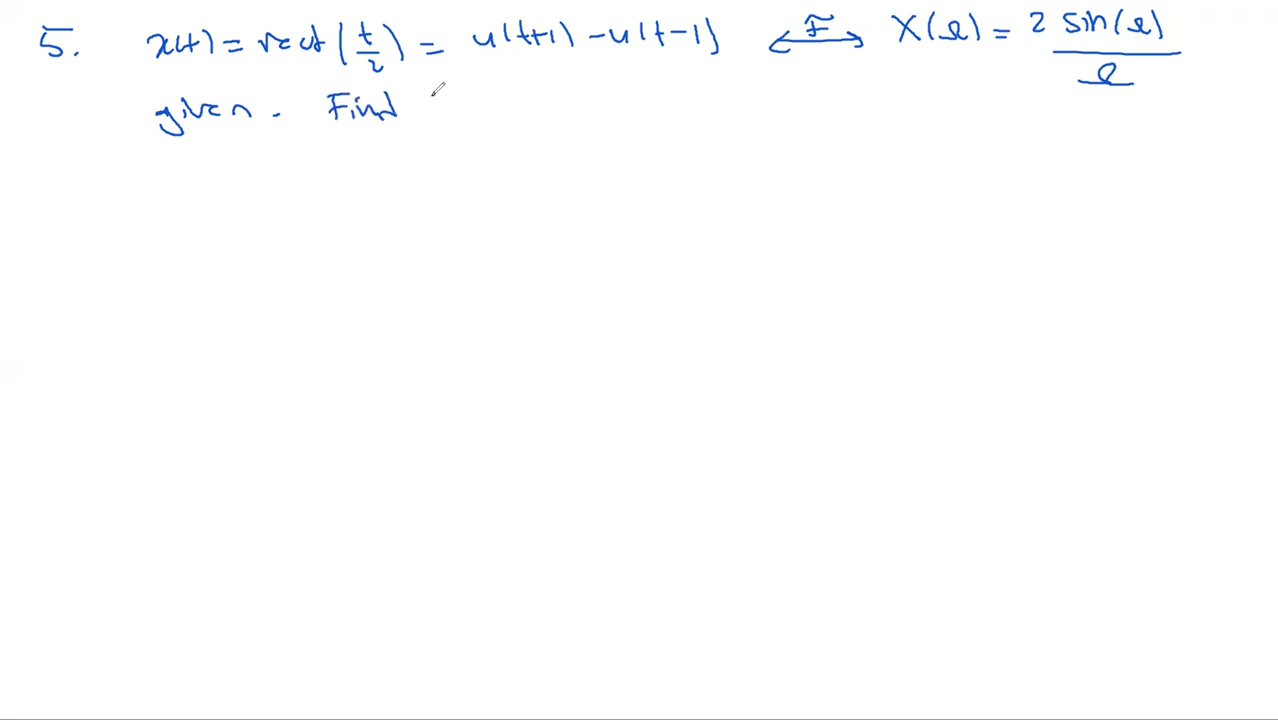 5. x(t) = rect(t/2) = u(t+1) - u(t-1) ⟷ℱ X(Ω) = 2 sin(Ω)/Ω
given. Find